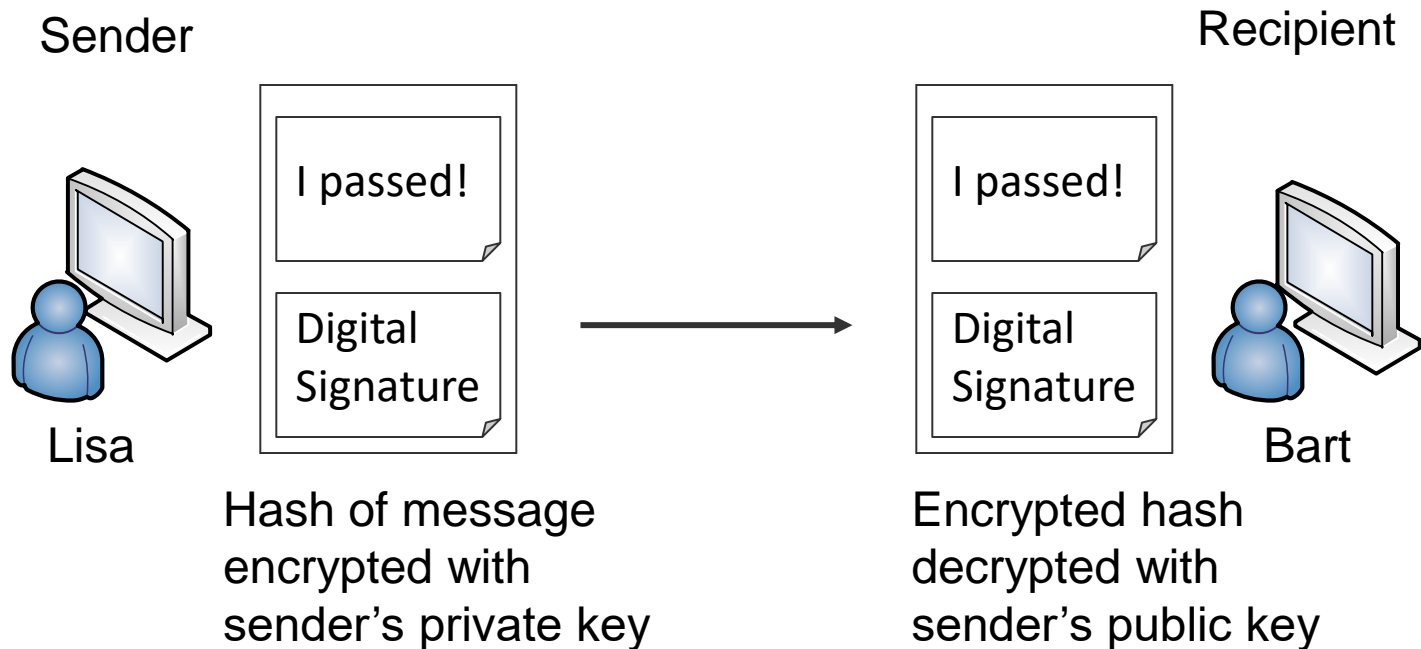 Sender
Recipient
I passed!
Digital
Signature
Lisa
Hash of message
encrypted with
sender’s private key
I passed!
Digital
Signature
Bart
Encrypted hash
decrypted with
sender’s public key